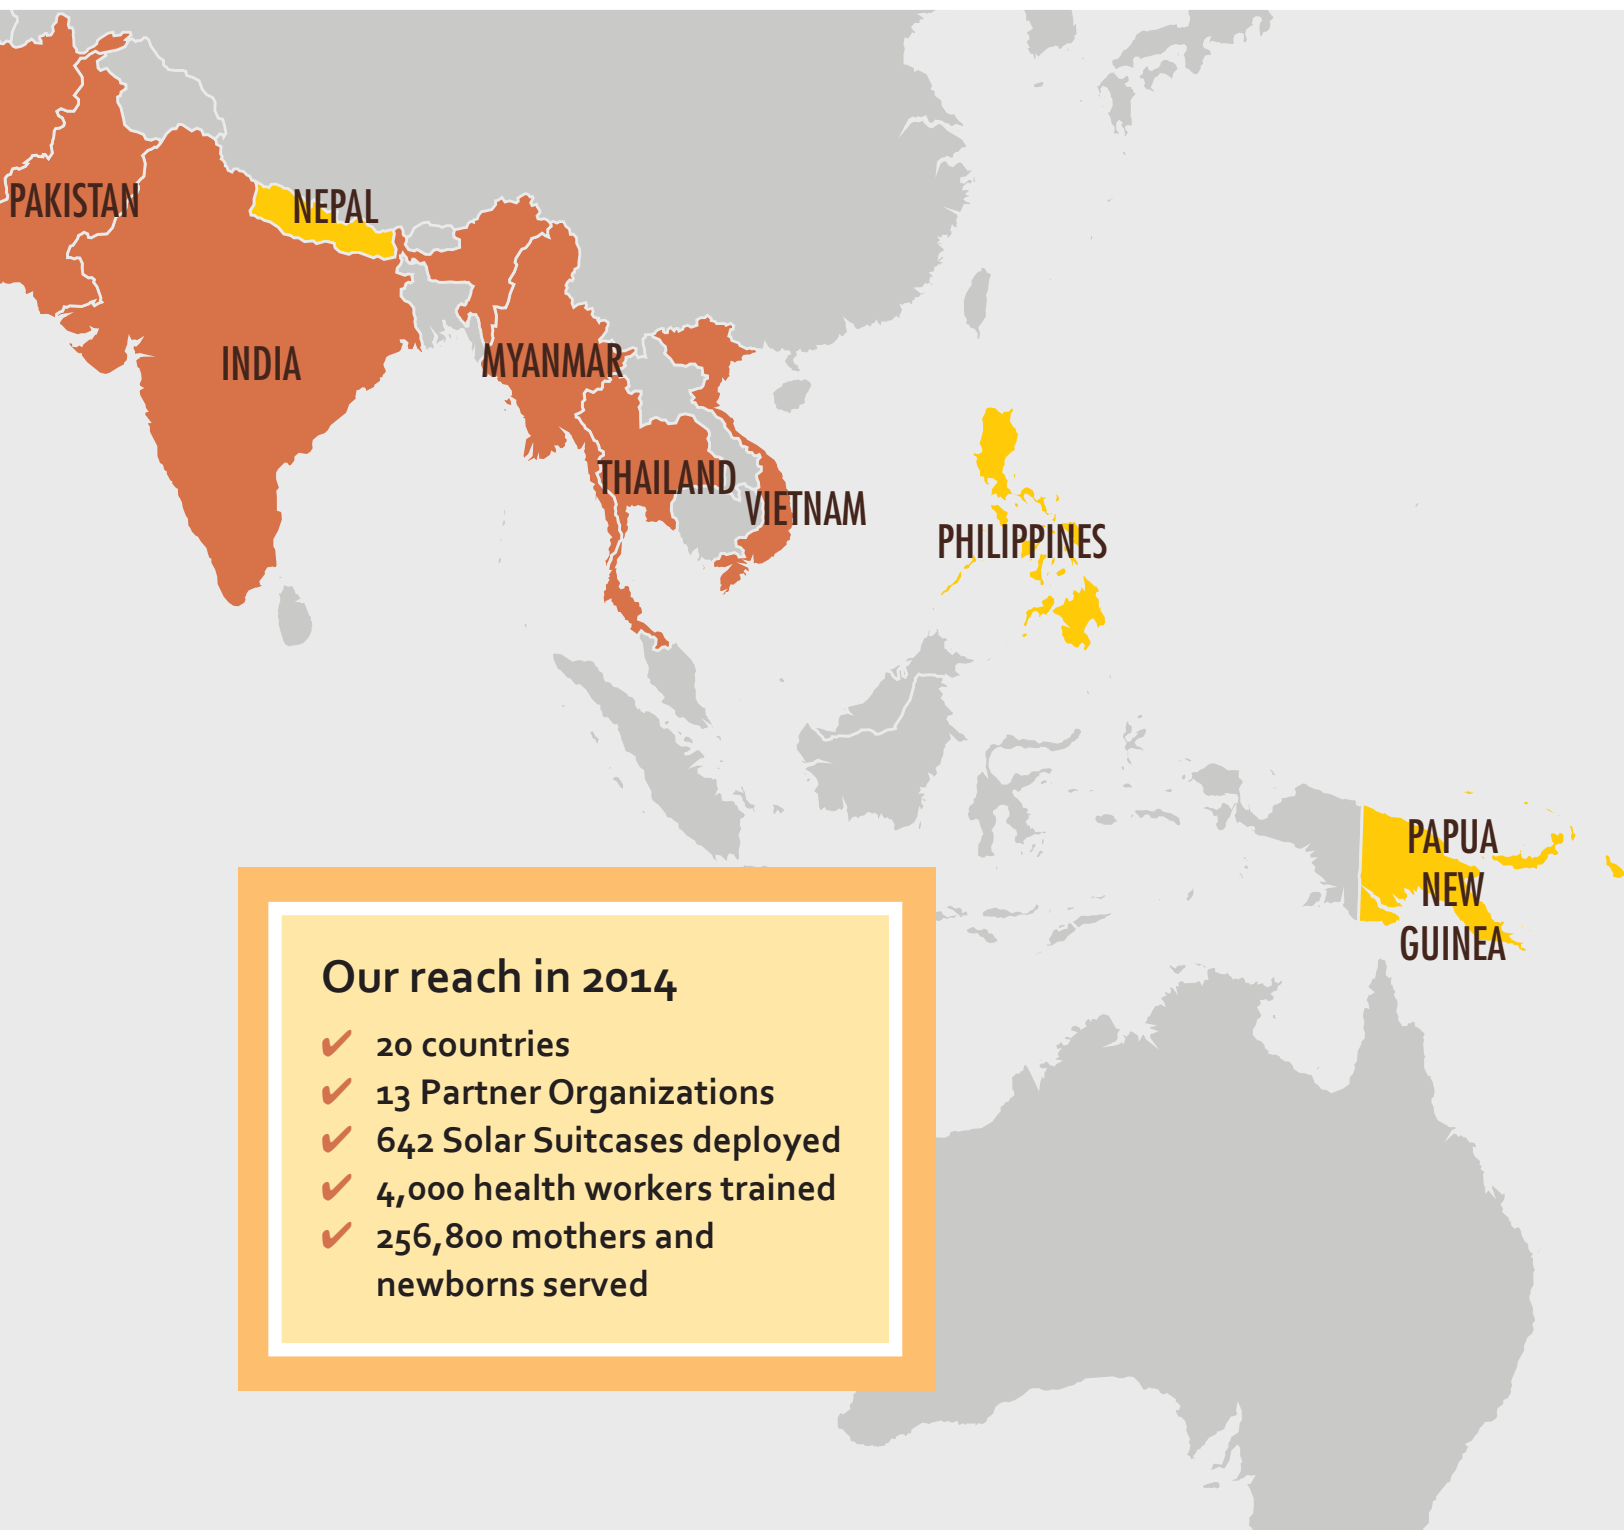 PAKISTAN
NEPAL
INDIA
MYANMAR
THAILAND
VIETNAM
PHILIPPINES
PAPUA
NEW
GUINEA
Our reach in 2014
✔ 20 countries
✔ 13 Partner Organizations
✔ 642 Solar Suitcases deployed
✔ 4,000 health workers trained
✔ 256,800 mothers and
newborns served